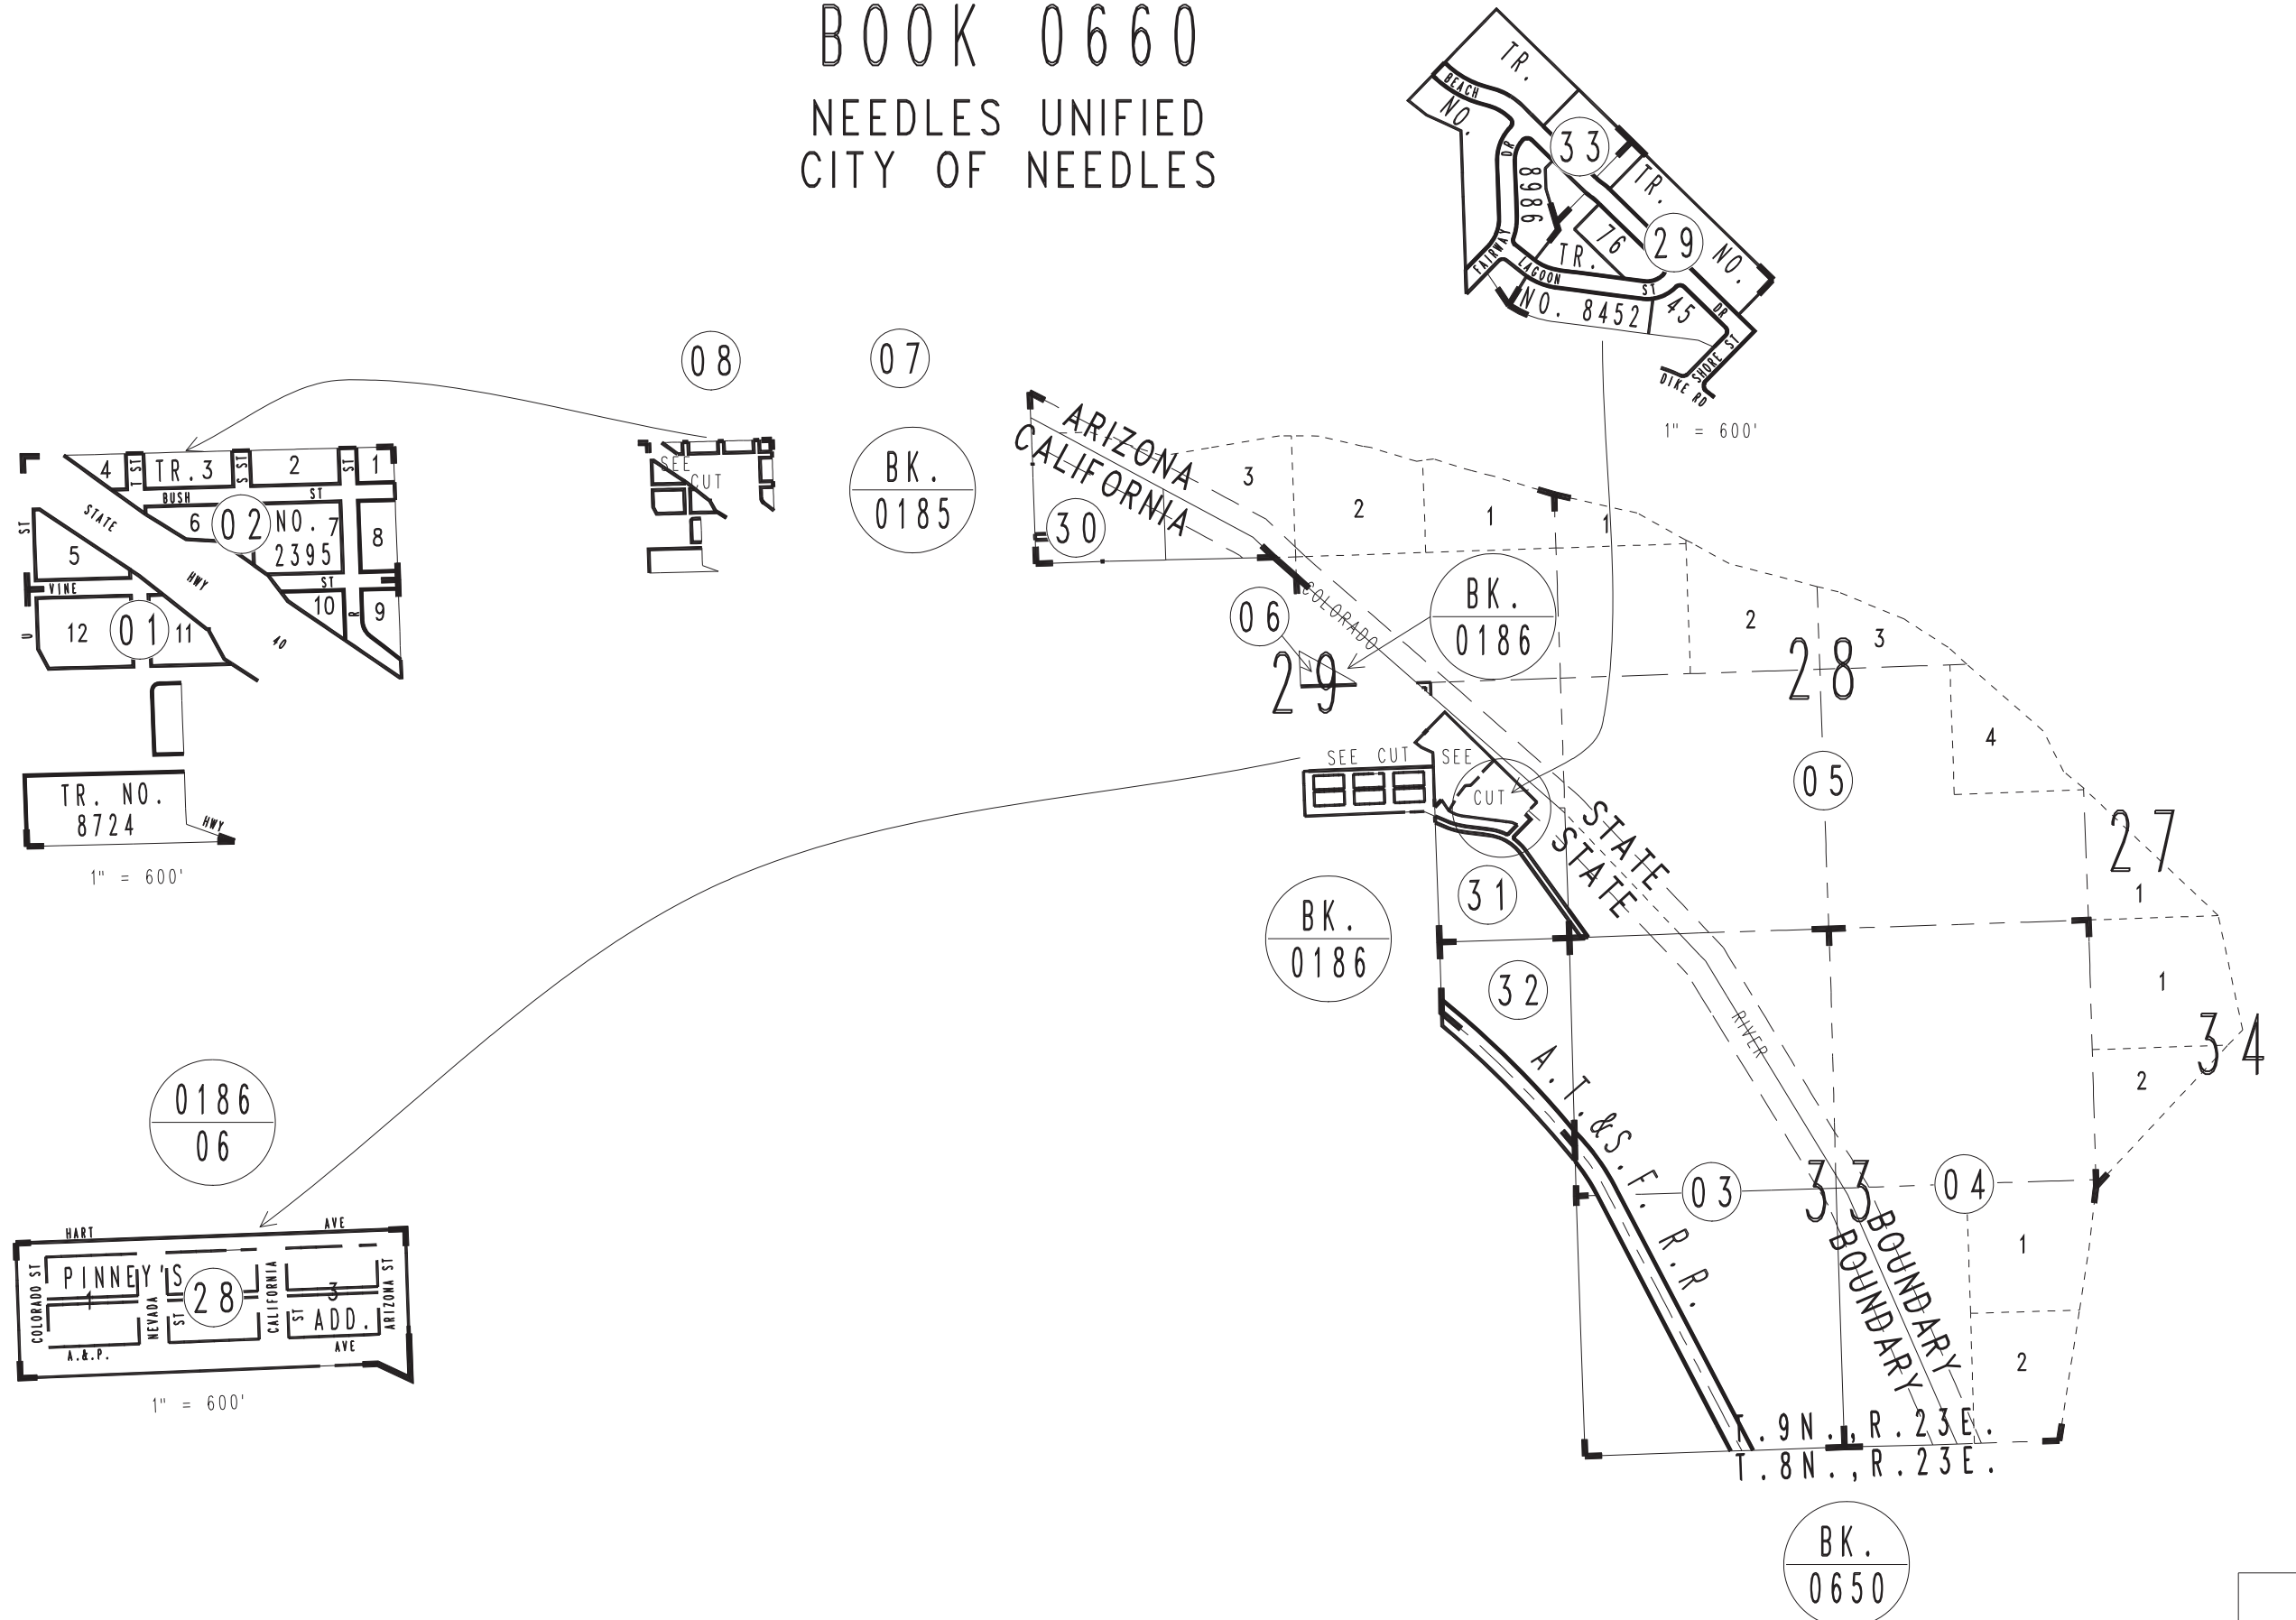 BOOK 0660
NEEDLES UNIFIED
CITY OF NEEDLES
TR.
BEACH
NO.
DR
33
TR.
8986
76
29
NO.
FAIRWAY
TR.
LAGOON
ST
NO. 8452
45
DR
SHORE ST
DIKE RD
1" = 600'
08
07
BK.
0185
SEE
CUT
4
T ST
TR.
3
S ST
2
ST
1
BUSH
ST
STATE
6
02
NO.
7
2395
8
ST
5
HWY
VINE
ST
10
R
9
U
12
01
11
40
TR. NO.
8724
HWY
1" = 600'
ARIZONA
CALIFORNIA
30
3
2
1
1
06
COLORADO
BK.
0186
29
2
3
28
4
05
SEE CUT
SEE
CUT
STATE
STATE
27
1
31
BK.
0186
32
1
34
2
RIVER
A.T.&S.F. R.R.
03
33
04
BOUNDARY
BOUNDARY
1
2
T.9N.,R.23E.
T.8N.,R.23E.
BK.
0650
0186
06
HART
AVE
PINNEY'S
1
28
3
ADD.
COLORADO ST
NEVADA
ST
CALIFORNIA
ST
ARIZONA ST
A.&.P.
AVE
1" = 600'